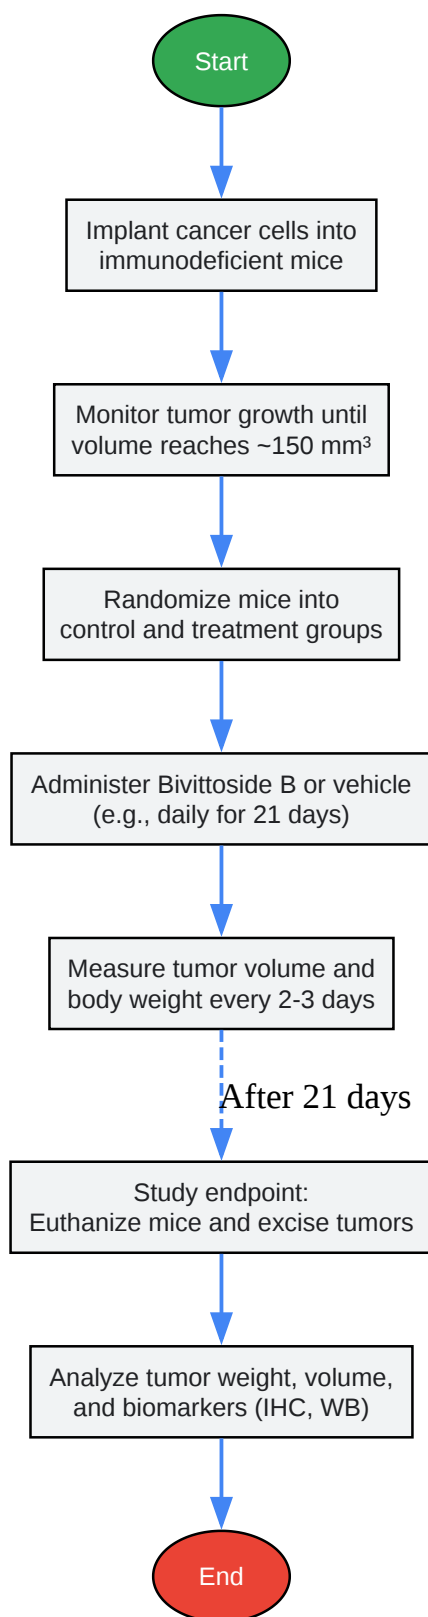 Start
Implant cancer cells into
immunodeficient mice
Monitor tumor growth until
volume reaches ~150 mm³
Randomize mice into
control and treatment groups
Administer Bivittoside B or vehicle
(e.g., daily for 21 days)
Measure tumor volume and
body weight every 2-3 days
After 21 days
Study endpoint:
Euthanize mice and excise tumors
Analyze tumor weight, volume,
and biomarkers (IHC, WB)
End